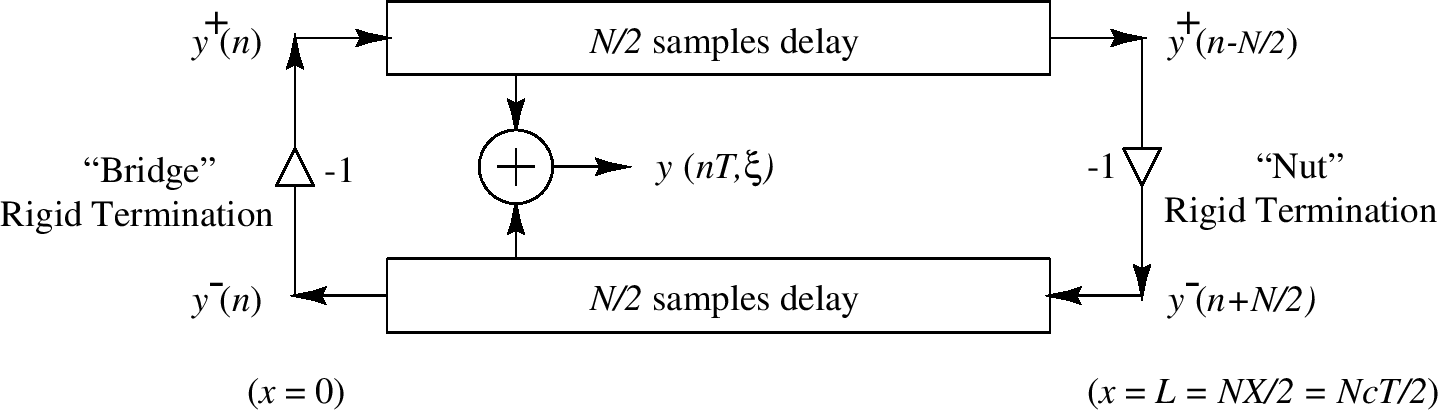 y⁺(n) N/2 samples delay y⁺(n-N/2)
“Bridge” -1 y (nT,ξ) -1 “Nut”
Rigid Termination Rigid Termination
y⁻(n) N/2 samples delay y⁻(n+N/2)
(x = 0) (x = L = NX/2 = NcT/2)